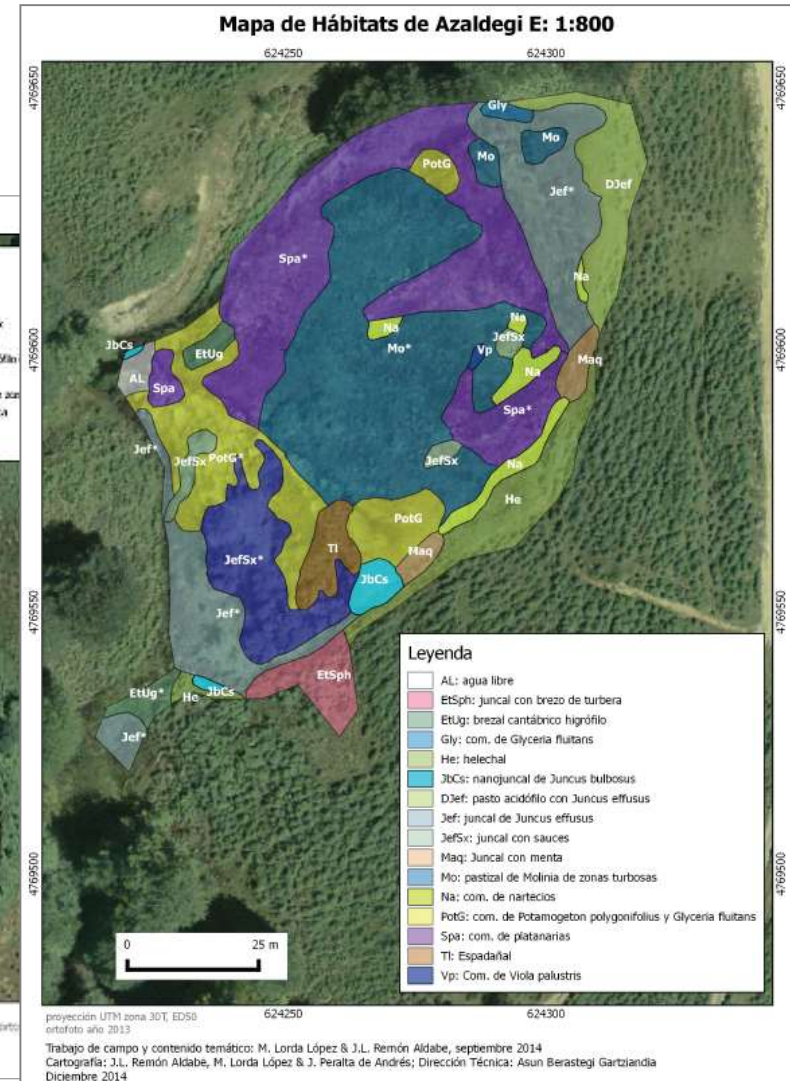 Mapa de Hábitats de Azaldegi E: 1:800
624250
624300
4769650
4769650
Gly
Mo
Mo
PotG
Jef*
DJef
Spa*
Na
Na
Na
JbCs
JefSx
Mo*
Vp
EtUg
Maq
AL
Spa
Na
4769600
4769600
Spa*
Jef*
JefSx
PotG*
JefSx
Na
He
PotG
Tl
Maq
JefSx*
JbCs
4769550
4769550
Jef*
EtSph
EtUg*
He
JbCs
Jef*
Leyenda
AL: agua libre
EtSph: juncal con brezo de turbera
EtUg: brezal cantábrico higrófilo
Gly: com. de Glyceria fluitans
He: helechal
JbCs: nanojuncal de Juncus bulbosus
DJef: pasto acidófilo con Juncus effusus
Jef: juncal de Juncus effusus
JefSx: juncal con sauces
Maq: Juncal con menta
Mo: pastizal de Molinia de zonas turbosas
Na: com. de nartecios
PotG: com. de Potamogeton polygonifolius y Glyceria fluitans
Spa: com. de platanarias
Tl: Espadañal
Vp: Com. de Viola palustris
4769500
4769500
0
25 m
624250
624300
proyección UTM zona 30T, ED50
ortofoto año 2013
Trabajo de campo y contenido temático: M. Lorda López & J.L. Remón Aldabe, septiembre 2014
Cartografía: J.L. Remón Aldabe, M. Lorda López & J. Peralta de Andrés; Dirección Técnica: Asun Berastegi Gartziandia
Diciembre 2014